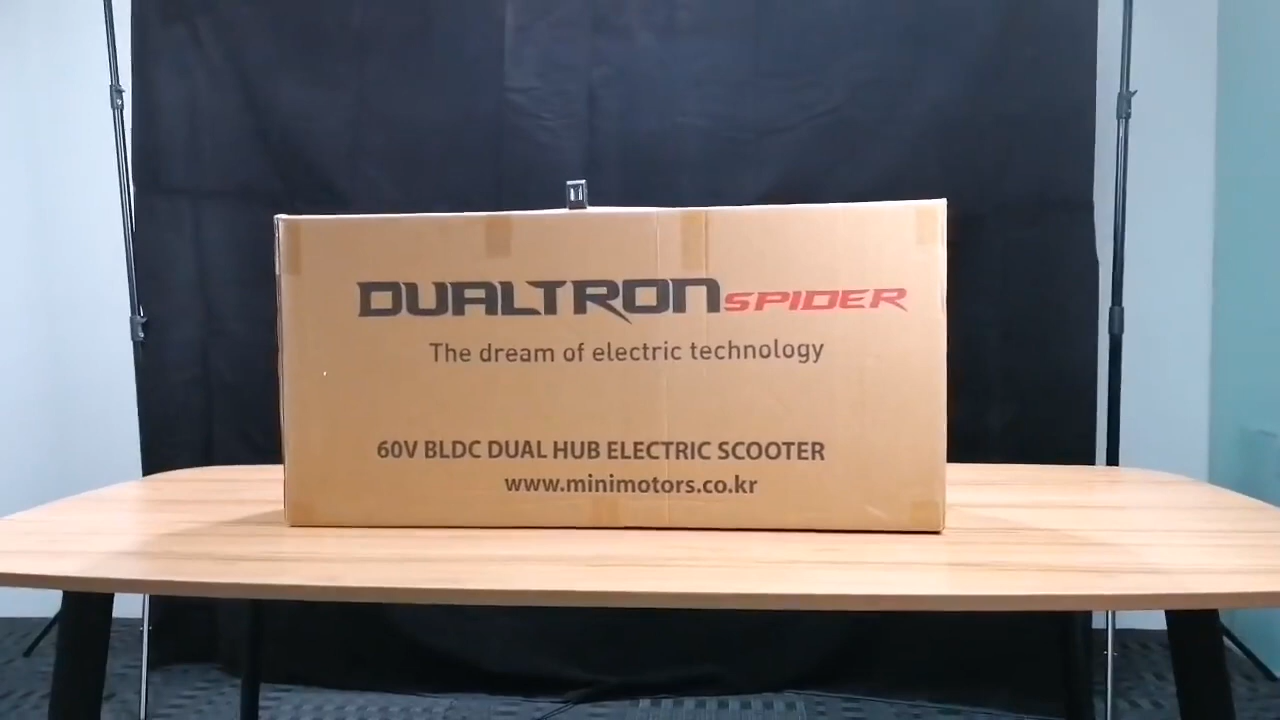 DUALTRON SPIDER
The dream of electric technology
60V BLDC DUAL HUB ELECTRIC SCOOTER
www.minimotors.co.kr